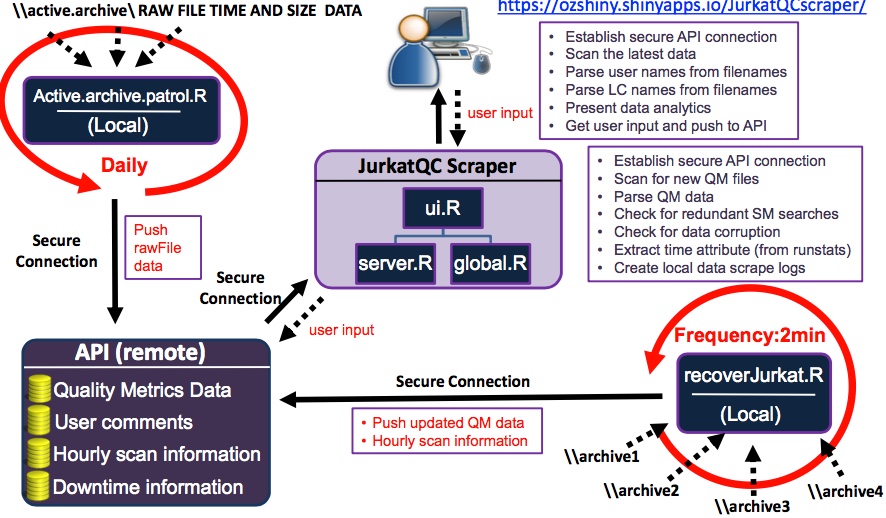 \\active.archive\ RAW FILE TIME AND SIZE DATA
https://ozshiny.shinyapps.io/JurkatQCscraper/
Active.archive.patrol.R
(Local)
Daily
• Establish secure API connection
• Scan the latest data
• Parse user names from filenames
• Parse LC names from filenames
• Present data analytics
• Get user input and push to API
user input
JurkatQC Scraper
ui.R
server.R
global.R
• Establish secure API connection
• Scan for new QM files
• Parse QM data
• Check for redundant SM searches
• Check for data corruption
• Extract time attribute (from runstats)
• Create local data scrape logs
Secure
Connection
Push
rawFile
data
Secure
Connection
user input
API (remote)
Quality Metrics Data
User comments
Hourly scan information
Downtime information
Secure Connection
• Push updated QM data
• Hourly scan information
Frequency:2min
recoverJurkat.R
(Local)
\\archive1
\\archive2
\\archive3
\\archive4